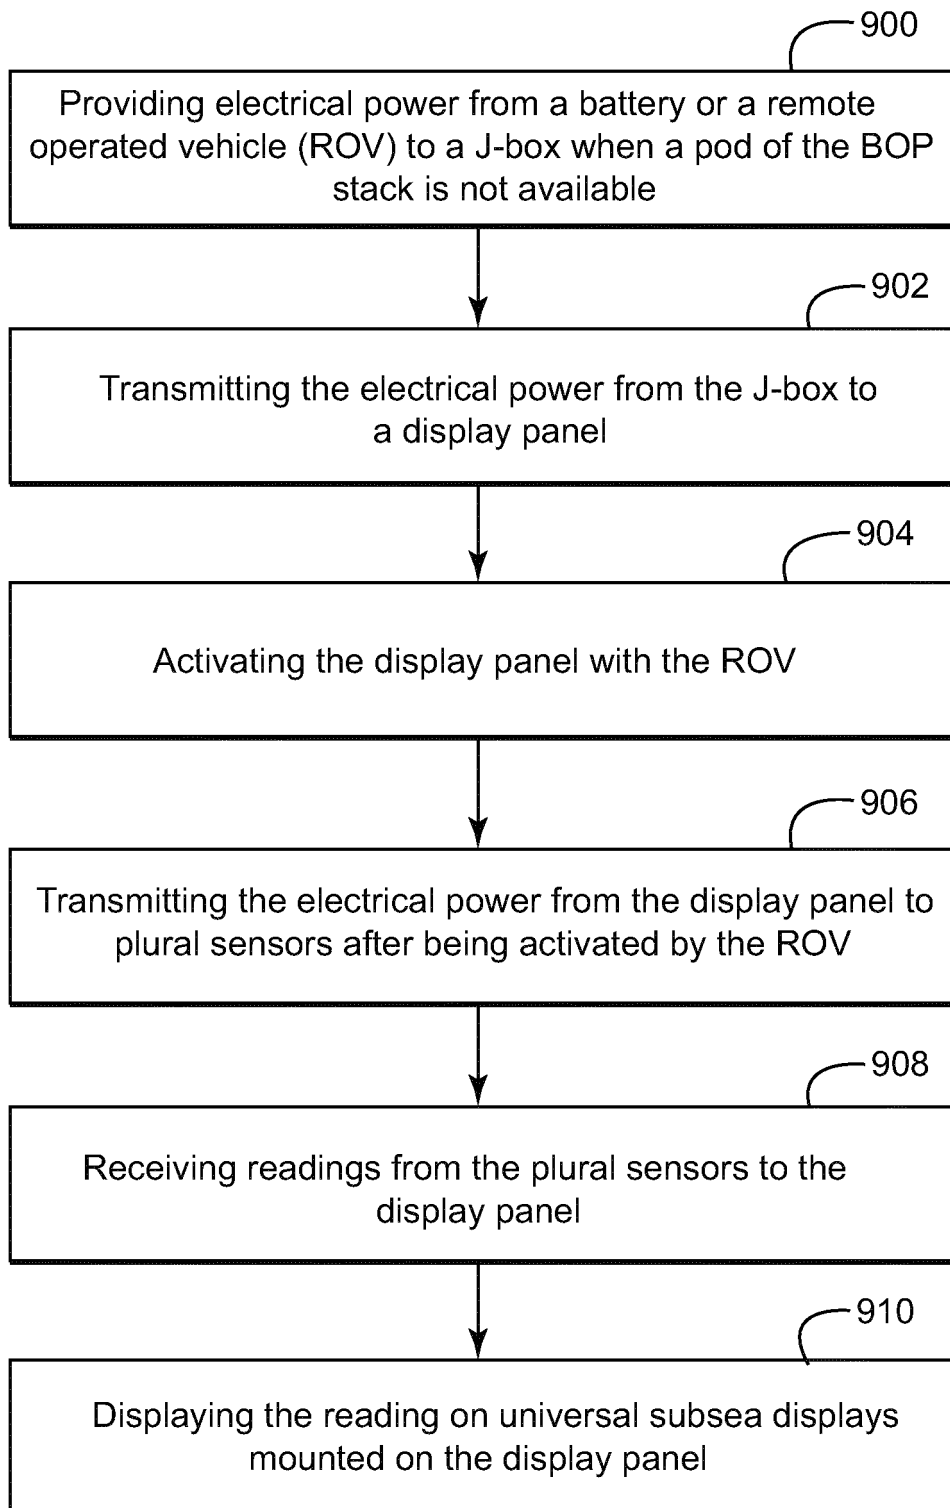 900
Providing electrical power from a battery or a remote
operated vehicle (ROV) to a J-box when a pod of the BOP
stack is not available
902
Transmitting the electrical power from the J-box to
a display panel
904
Activating the display panel with the ROV
906
Transmitting the electrical power from the display panel to
plural sensors after being activated by the ROV
908
Receiving readings from the plural sensors to the
display panel
910
Displaying the reading on universal subsea displays
mounted on the display panel